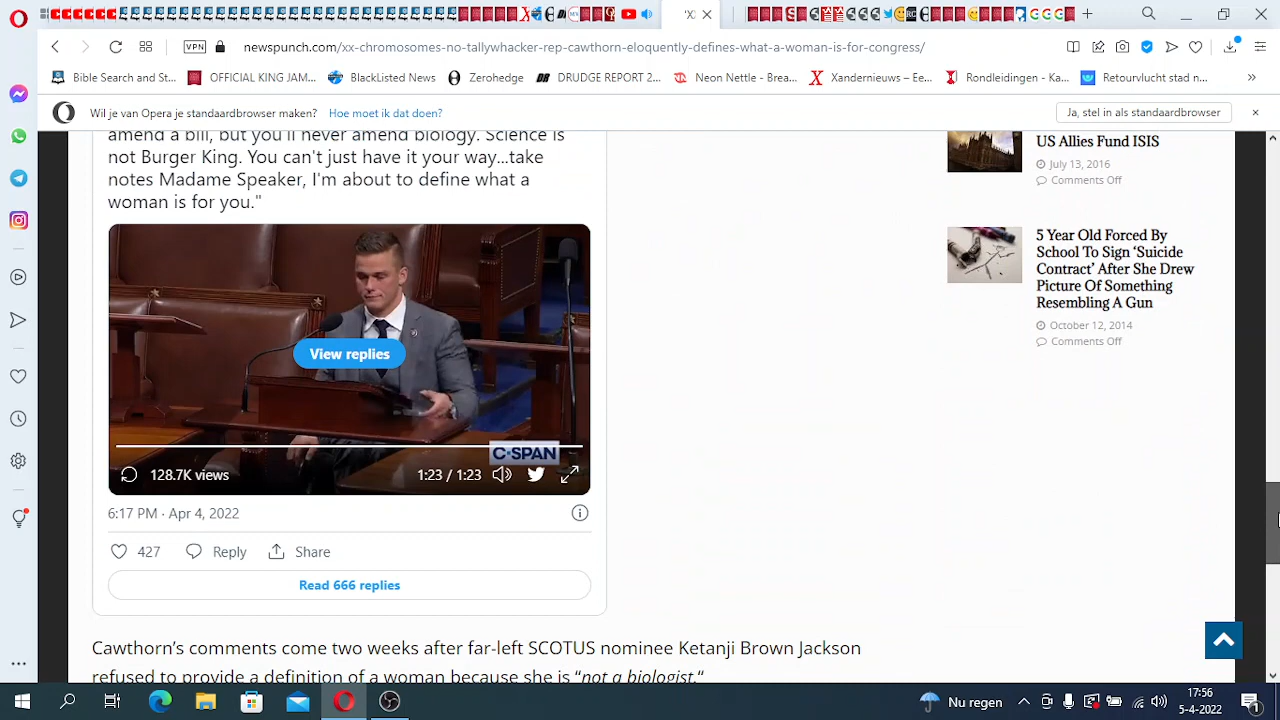 newspunch.com/xx-chromosomes-no-tallywhacker-rep-cawthorn-eloquently-defines-what-a-woman-is-for-congress/
VPN
Bible Search and St...
OFFICIAL KING JAM...
BlackListed News
Zerohedge
DRUDGE REPORT 2...
Neon Nettle - Brea...
Xandernieuws – Ee...
Rondleidingen - Ka...
Retourvlucht stad n...
Wil je van Opera je standaardbrowser maken?
Hoe moet ik dat doen?
Ja, stel in als standaardbrowser
amend a bill, but you'll never amend biology. Science is
not Burger King. You can't just have it your way...take
notes Madame Speaker, I'm about to define what a
woman is for you."
View replies
C-SPAN
128.7K views
1:23 / 1:23
6:17 PM · Apr 4, 2022
427
Reply
Share
Read 666 replies
Cawthorn's comments come two weeks after far-left SCOTUS nominee Ketanji Brown Jackson
refused to provide a definition of a woman because she is "not a biologist."
US Allies Fund ISIS
July 13, 2016
Comments Off
5 Year Old Forced By
School To Sign ‘Suicide
Contract’ After She Drew
Picture Of Something
Resembling A Gun
October 12, 2014
Comments Off
Nu regen
17:56
5-4-2022